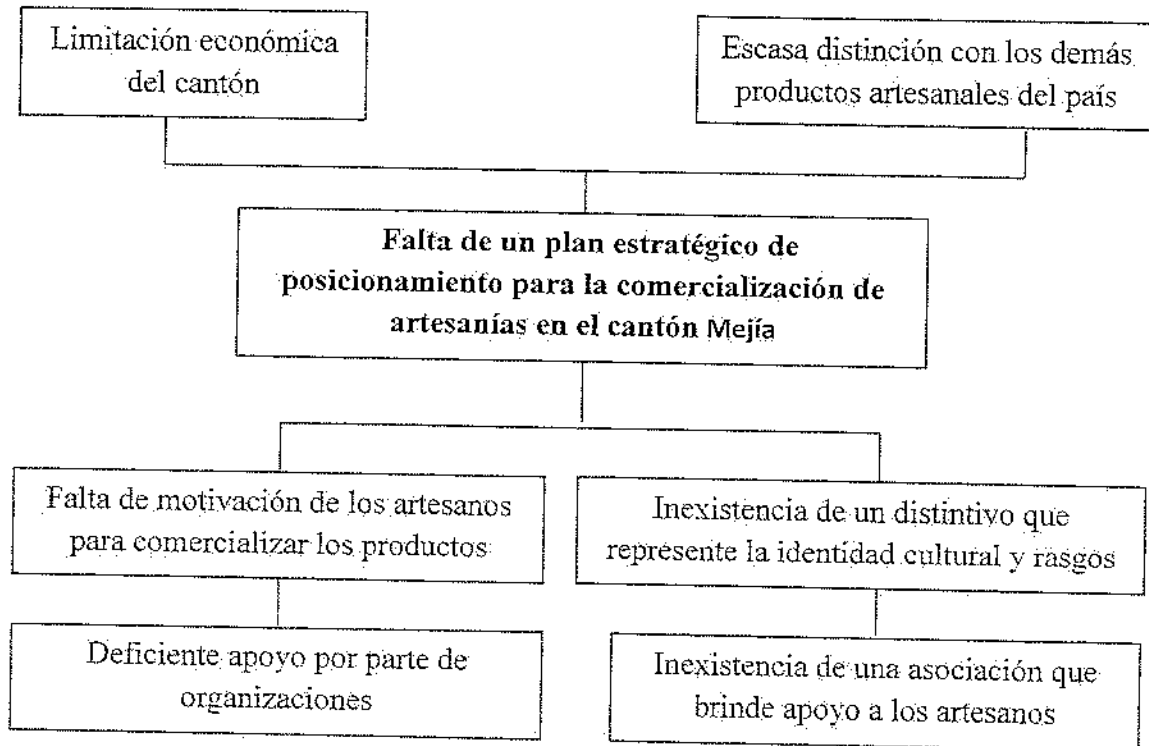 Limitación económica
del cantón
Escasa distinción con los demás
productos artesanales del país
Falta de un plan estratégico de
posicionamiento para la comercialización de
artesanías en el cantón Mejía
Falta de motivación de los artesanos
para comercializar los productos
Inexistencia de un distintivo que
represente la identidad cultural y rasgos
Deficiente apoyo por parte de
organizaciones
Inexistencia de una asociación que
brinde apoyo a los artesanos